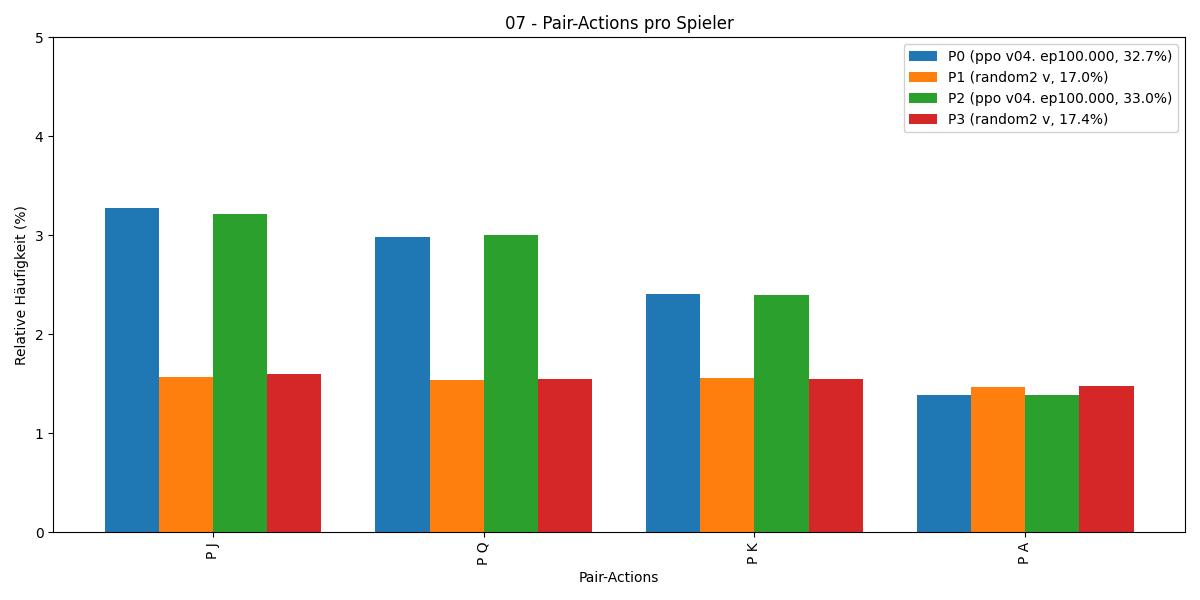 07 - Pair-Actions pro Spieler
Relative Häufigkeit (%)
5
4
3
2
1
0
P0 (ppo v04. ep100.000, 32.7%)
P1 (random2 v, 17.0%)
P2 (ppo v04. ep100.000, 33.0%)
P3 (random2 v, 17.4%)
P J
P Q
P K
P A
Pair-Actions